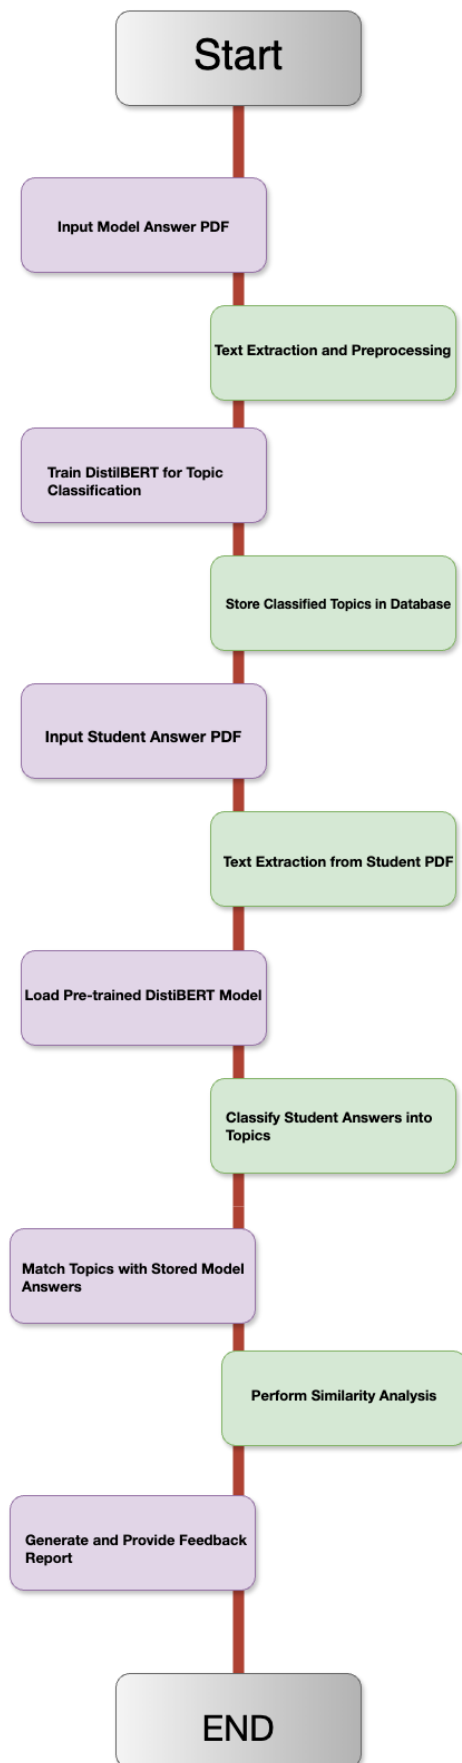 Start
Input Model Answer PDF
Text Extraction and Preprocessing
Train DistilBERT for Topic
Classification
Store Classified Topics in Database
Input Student Answer PDF
Text Extraction from Student PDF
Load Pre-trained DistiBERT Model
Classify Student Answers into
Topics
Match Topics with Stored Model
Answers
Perform Similarity Analysis
Generate and Provide Feedback
Report
END